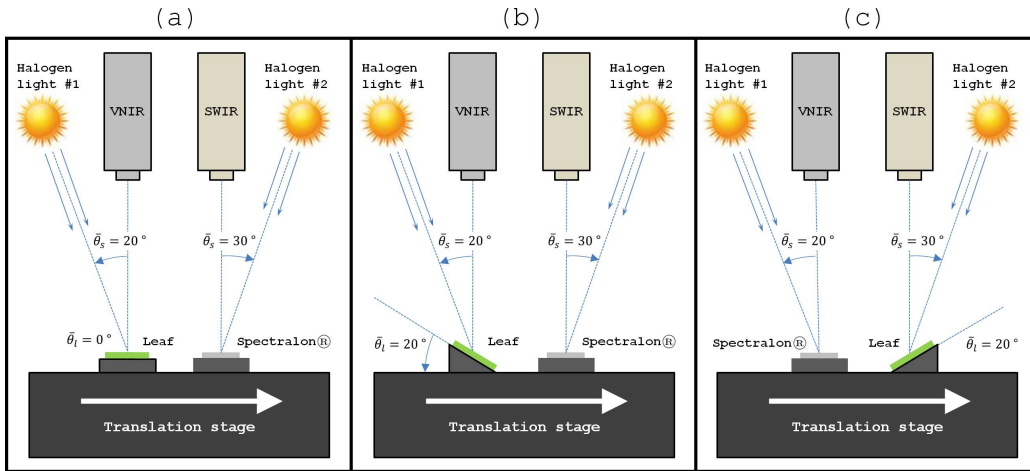 (a)
Halogen
light #1
VNIR
SWIR
Halogen
light #2
θ̄ₛ = 20 °
θ̄ₛ = 30 °
θ̄ₗ = 0 °
Leaf
Spectralon®
Translation stage
(b)
Halogen
light #1
VNIR
SWIR
Halogen
light #2
θ̄ₛ = 20 °
θ̄ₛ = 30 °
θ̄ₗ = 20 °
Leaf
Spectralon®
Translation stage
(c)
Halogen
light #1
VNIR
SWIR
Halogen
light #2
θ̄ₛ = 20 °
θ̄ₛ = 30 °
Spectralon®
Leaf
θ̄ₗ = 20 °
Translation stage